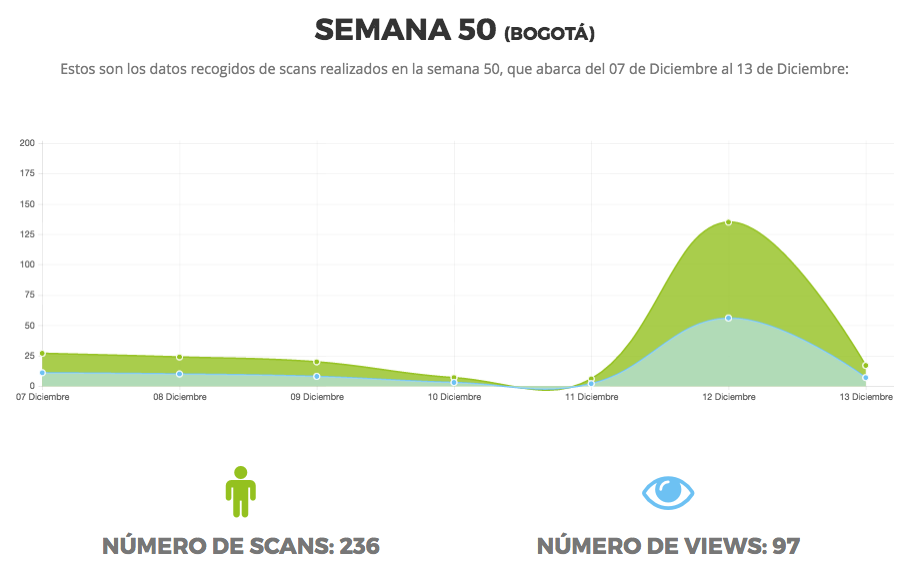 SEMANA 50 (BOGOTÁ)
Estos son los datos recogidos de scans realizados en la semana 50, que abarca del 07 de Diciembre al 13 de Diciembre:
200
175
150
125
100
75
50
25
0
07 Diciembre 08 Diciembre 09 Diciembre 10 Diciembre 11 Diciembre 12 Diciembre 13 Diciembre
NÚMERO DE SCANS: 236 NÚMERO DE VIEWS: 97